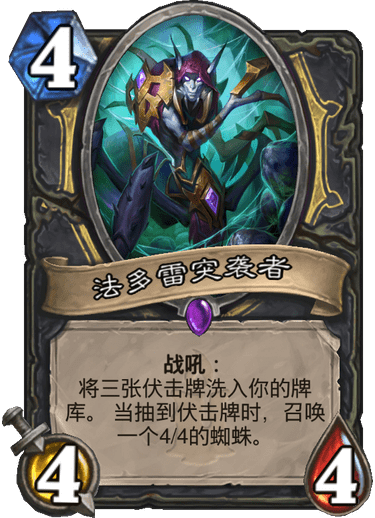 4
法多雷突袭者
战吼：
将三张伏击牌洗入你的牌
库。 当抽到伏击牌时，召唤
一个4/4的蜘蛛。
4
4